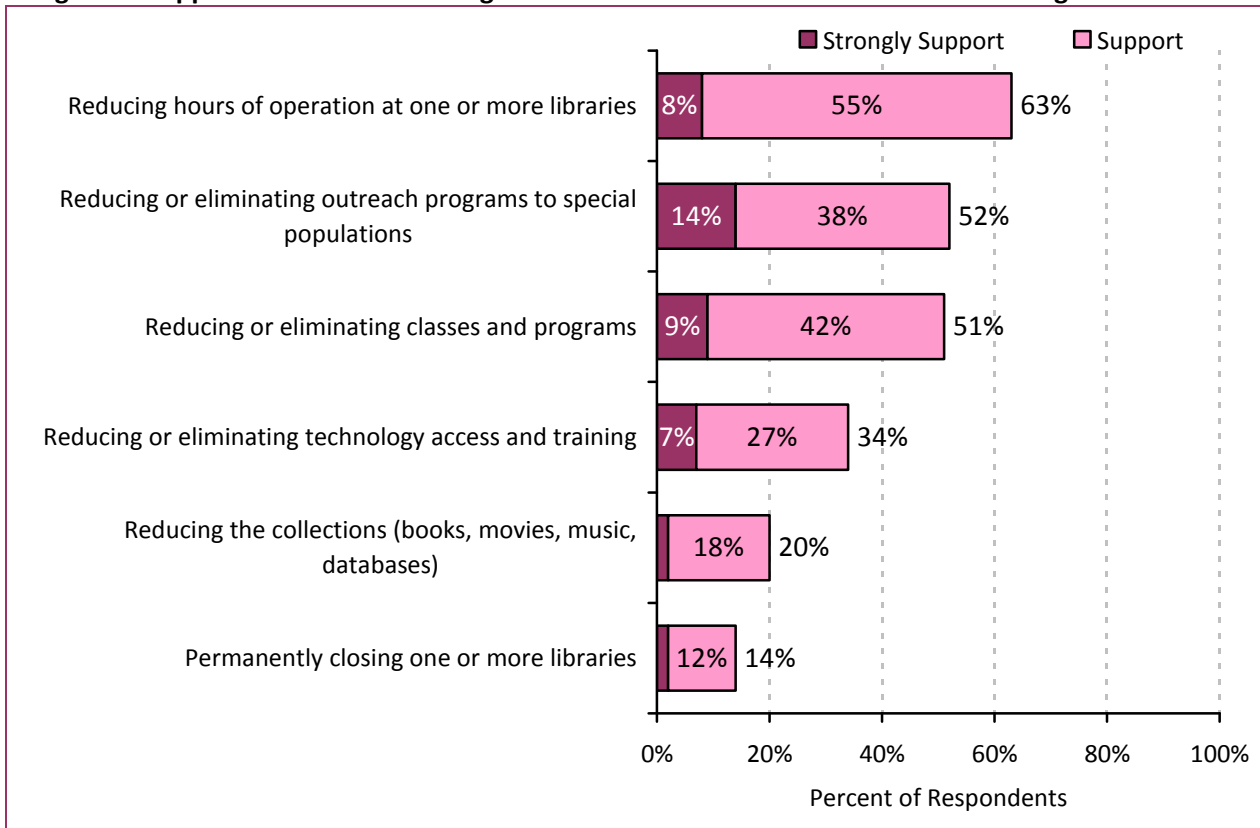 Strongly Support Support
Reducing hours of operation at one or more libraries 8% 55% 63%
Reducing or eliminating outreach programs to special
populations
14% 38% 52%
Reducing or eliminating classes and programs 9% 42% 51%
Reducing or eliminating technology access and training 7% 27% 34%
Reducing the collections (books, movies, music,
databases)
18% 20%
Permanently closing one or more libraries 12% 14%
0% 20% 40% 60% 80% 100%
Percent of Respondents